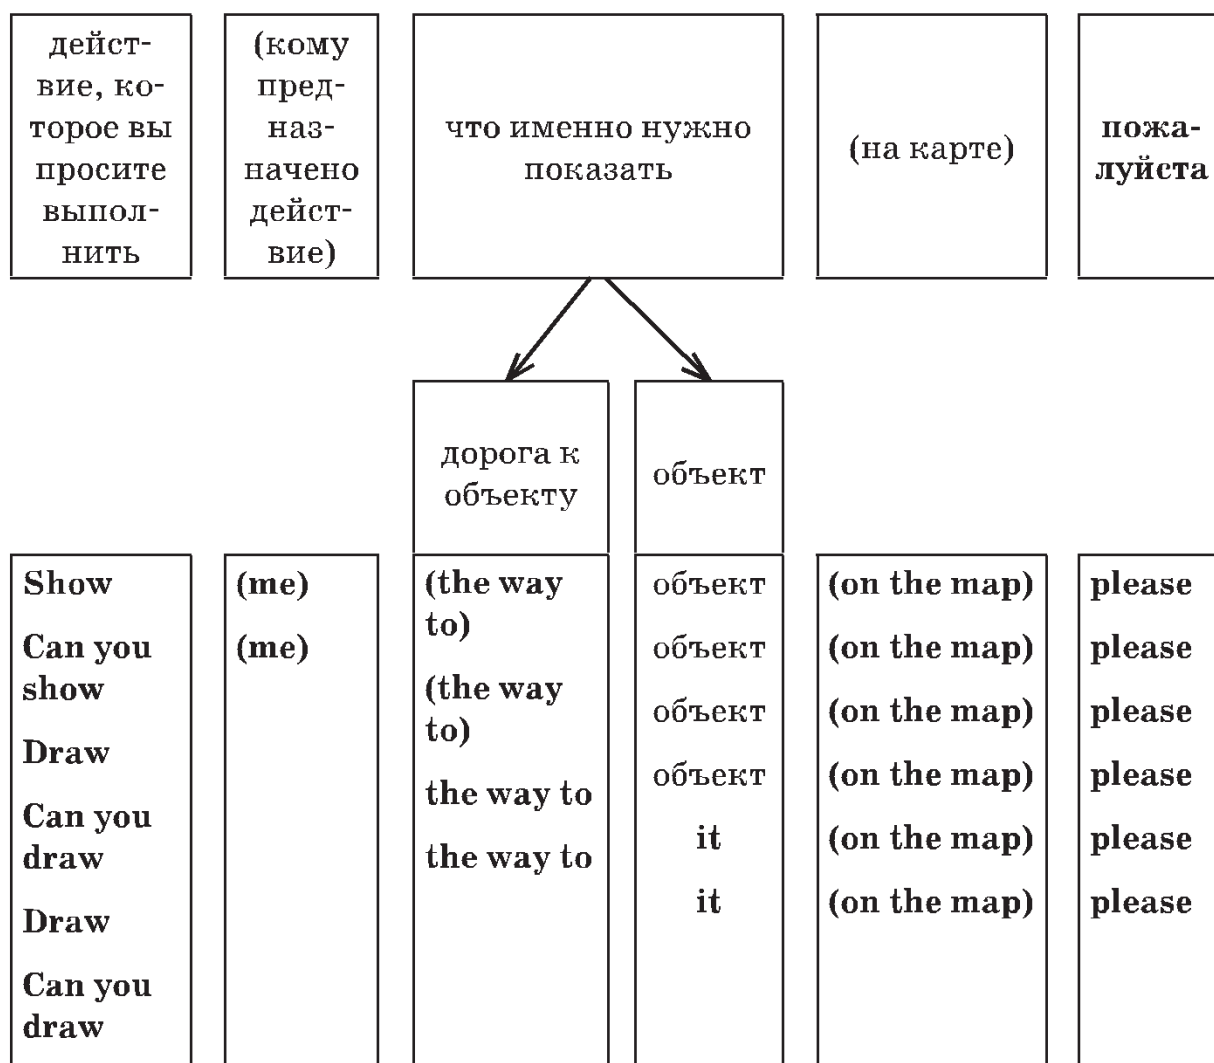 дейст-
вие, ко-
торое вы
просите
выпол-
нить
(кому
пред-
наз-
начено
дейст-
вие)
что именно нужно
показать
(на карте)
пожа-
луйста
дорога к
объекту
объект
Show
Can you
show
Draw
Can you
draw
Draw
Can you
draw
(me)
(me)
(the way
to)
(the way
to)
the way to
the way to
объект
объект
объект
объект
it
it
(on the map)
(on the map)
(on the map)
(on the map)
(on the map)
(on the map)
please
please
please
please
please
please